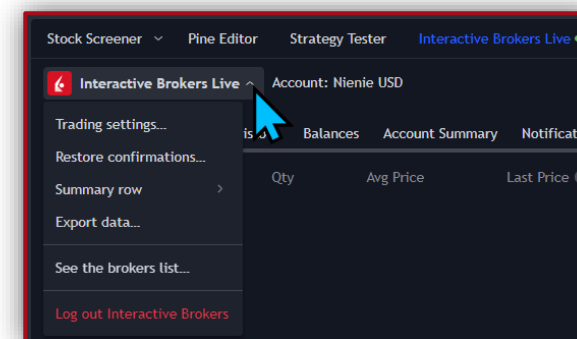 Stock Screener Pine Editor Strategy Tester Interactive Brokers Live
Interactive Brokers Live Account: Nienie USD
Trading settings...
Balances Account Summary Notificat
Restore confirmations...
Qty Avg Price Last Price
Summary row
Export data...
See the brokers list...
Log out Interactive Brokers